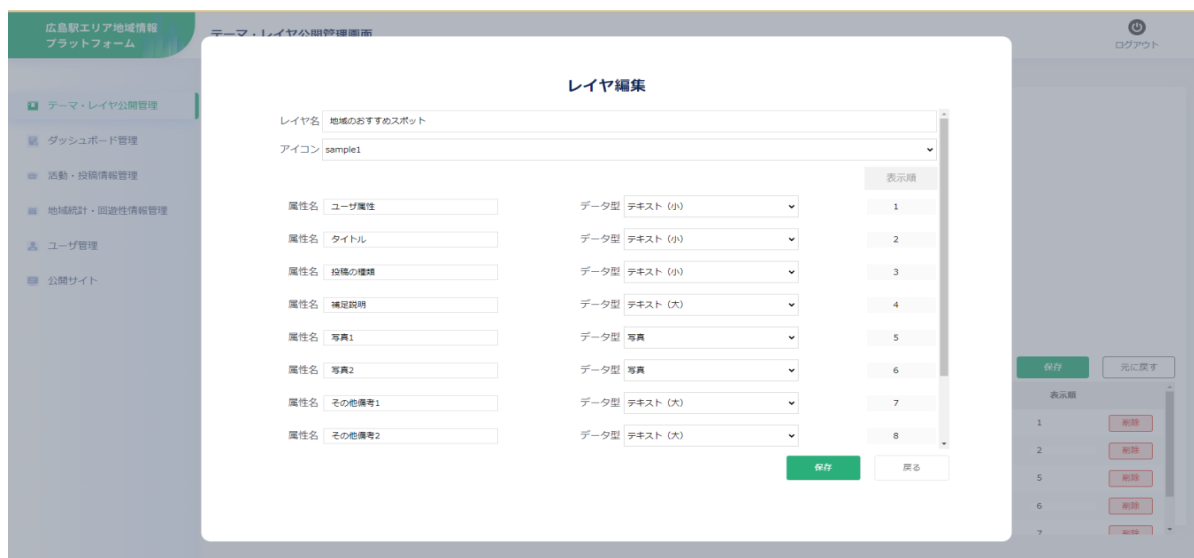 広島駅エリア地域情報
プラットフォーム
テーマ・レイヤ公開管理画面
ログアウト
テーマ・レイヤ公開管理
ダッシュボード管理
活動・投稿情報管理
地域統計・回遊性情報管理
ユーザ管理
公開サイト
レイヤ編集
レイヤ名 地域のおすすめスポット
アイコン sample1
表示順
属性名 ユーザ属性 データ型 テキスト（小） 1
属性名 タイトル データ型 テキスト（小） 2
属性名 投稿の種類 データ型 テキスト（小） 3
属性名 補足説明 データ型 テキスト（大） 4
属性名 写真1 データ型 写真 5
属性名 写真2 データ型 写真 6
属性名 その他備考1 データ型 テキスト（大） 7
属性名 その他備考2 データ型 テキスト（大） 8
保存 戻る
保存 元に戻す
表示順
1 削除
2 削除
5 削除
6 削除
7 削除